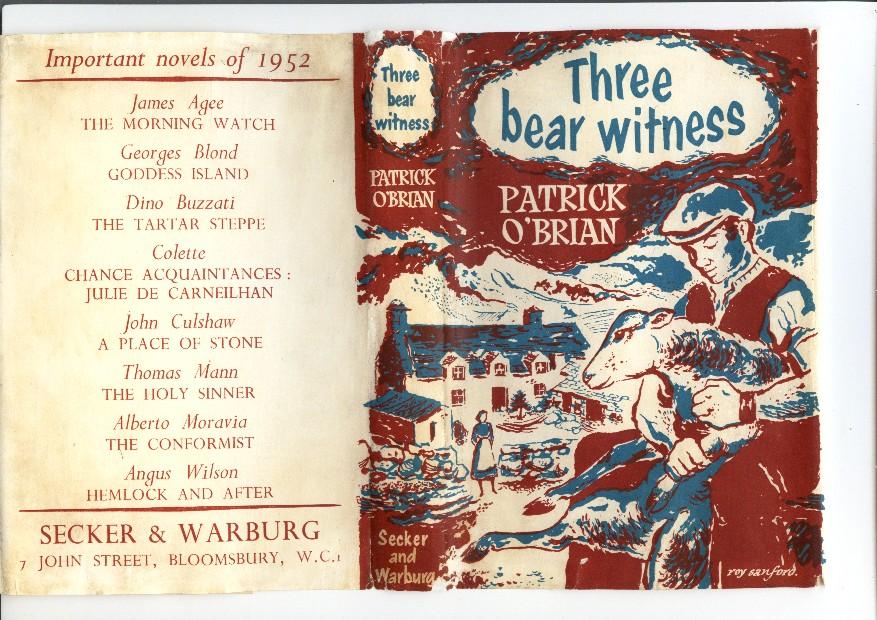 Important novels of 1952
James Agee
THE MORNING WATCH
Georges Blond
GODDESS ISLAND
Dino Buzzati
THE TARTAR STEPPE
Colette
CHANCE ACQUAINTANCES :
JULIE DE CARNEILHAN
John Culshaw
A PLACE OF STONE
Thomas Mann
THE HOLY SINNER
Alberto Moravia
THE CONFORMIST
Angus Wilson
HEMLOCK AND AFTER
SECKER & WARBURG
7 JOHN STREET, BLOOMSBURY, W.C.1
Three
bear
witness
PATRICK
O'BRIAN
Secker
and
Warburg
Three
bear witness
PATRICK
O'BRIAN
roy sanford.